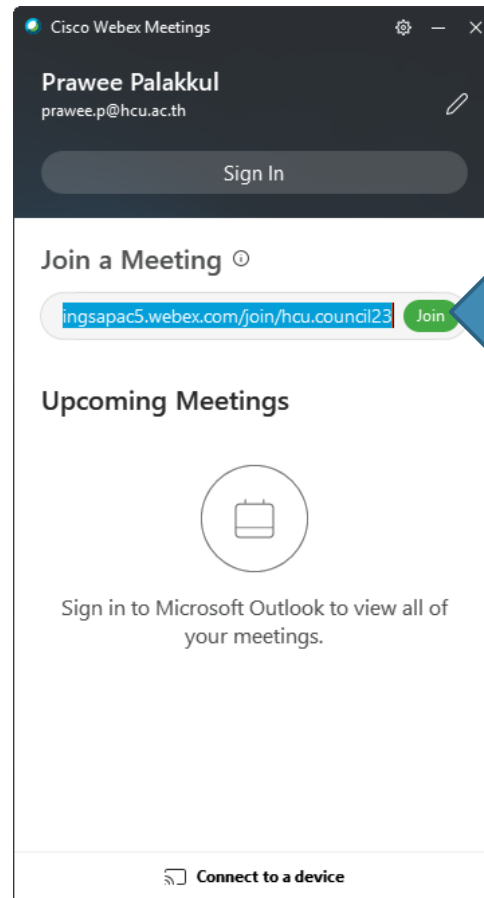 Cisco Webex Meetings
Prawee Palakkul
prawee.p@hcu.ac.th
Sign In
Join a Meeting
ingsapac5.webex.com/join/hcu.council23 Join
Upcoming Meetings
Sign in to Microsoft Outlook to view all of
your meetings.
Connect to a device